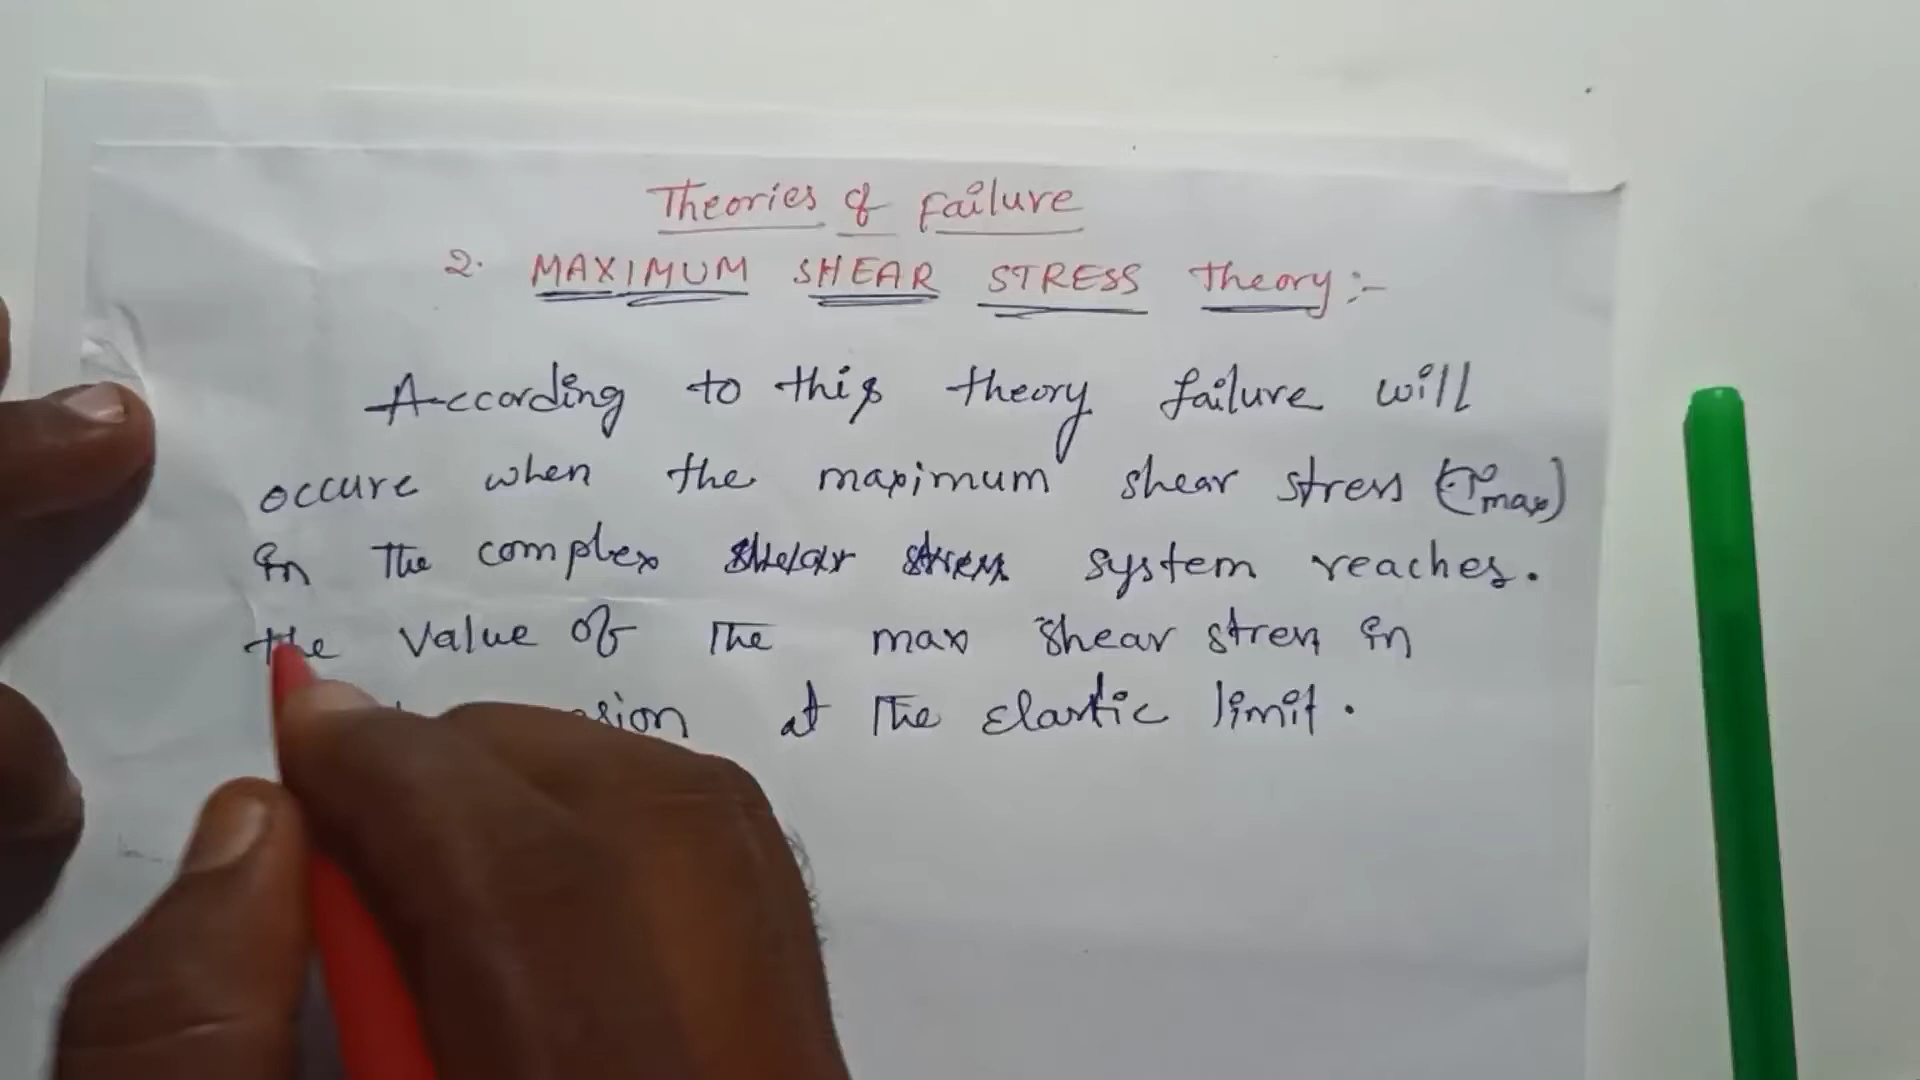 Theories of Failure
2. MAXIMUM SHEAR STRESS Theory:-
According to this theory failure will
occure when the maximum shear stress (τmax)
in the complex shear stress system reaches.
the value of the max shear stress in
at the elastic limit.